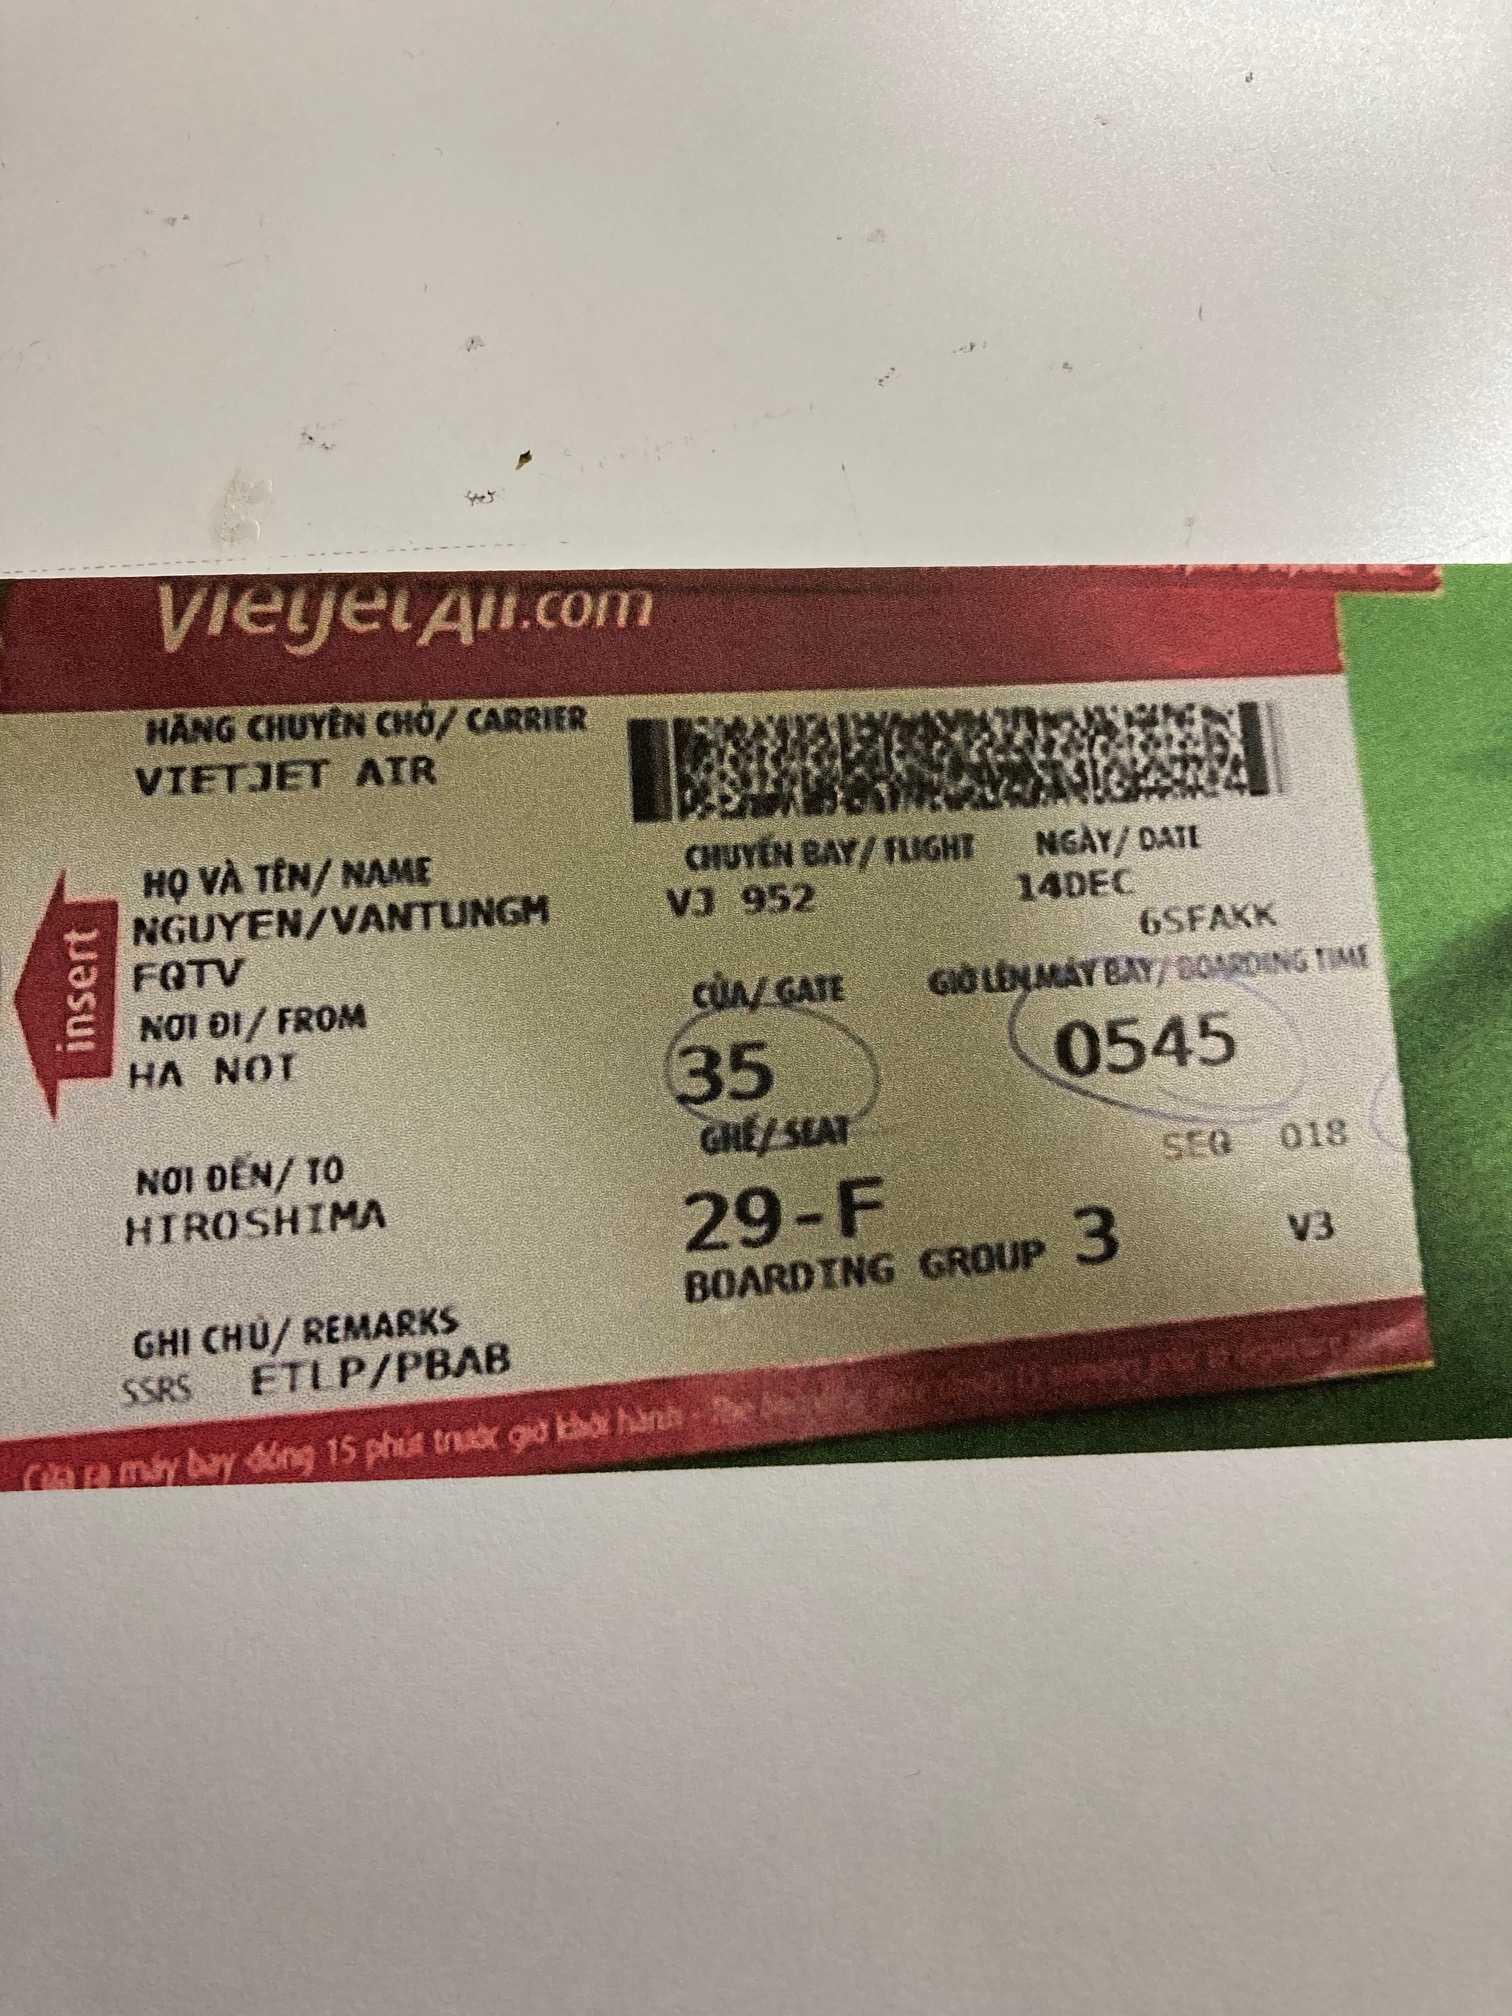 VietjetAir.com
HÃNG CHUYÊN CHỞ/ CARRIER
VIETJET AIR
HỌ VÀ TÊN/ NAME
NGUYEN/VANTUNGM
FQTV
NƠI ĐI/ FROM
HA NOI
NƠI ĐẾN/ TO
HIROSHIMA
GHI CHÚ/ REMARKS
SSRS ETLP/PBAB
insert
CHUYẾN BAY/ FLIGHT NGÀY/ DATE
VJ 952 14DEC
6SFAKK
CỬA/ GATE GIỜ LÊN MÁY BAY/ BOARDING TIME
35 0545
GHẾ/ SEAT SEQ 018
29-F
BOARDING GROUP 3 V3
Cửa ra máy bay đóng 15 phút trước giờ khởi hành - The